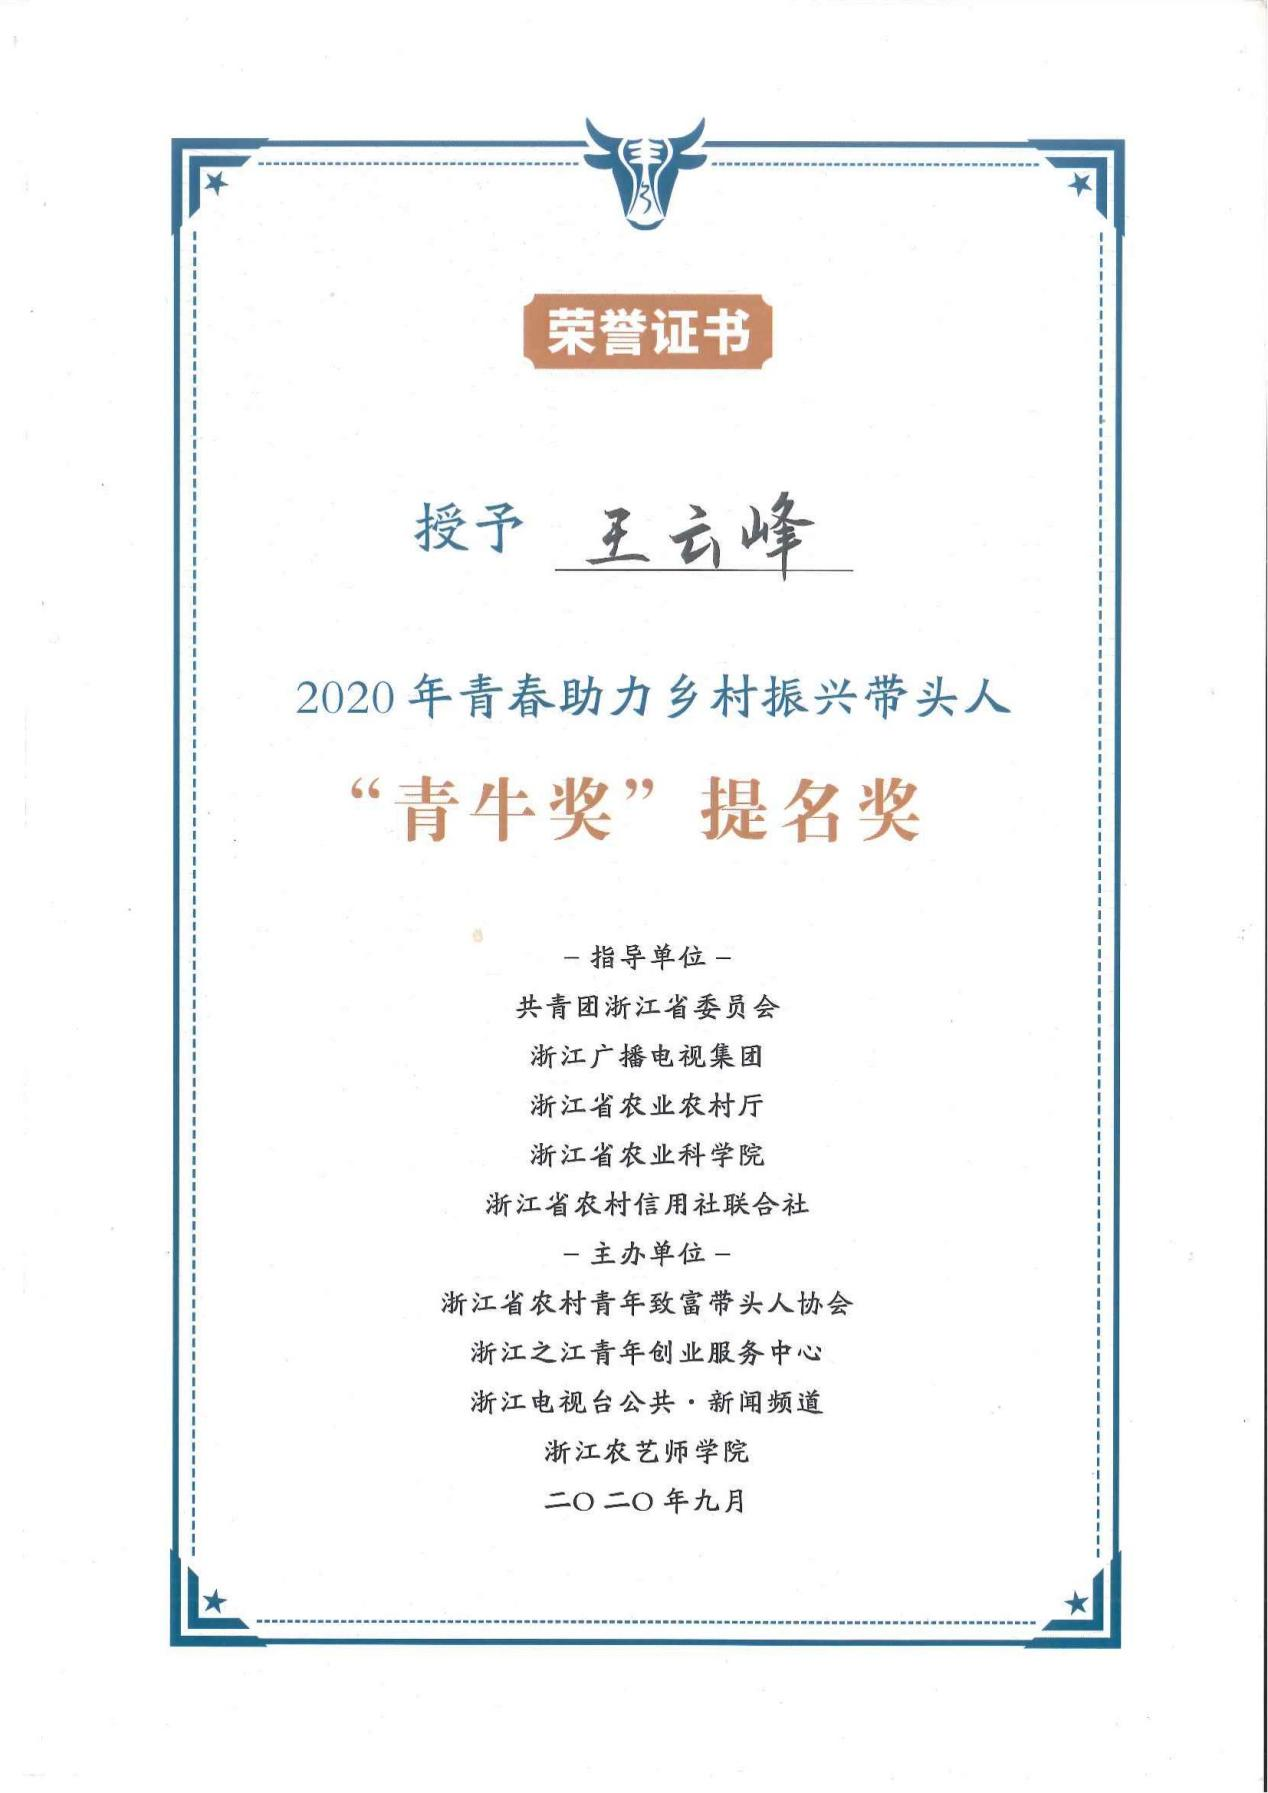 荣誉证书
授予 王云峰
2020年青春助力乡村振兴带头人
“青牛奖”提名奖
–指导单位–
共青团浙江省委员会
浙江广播电视集团
浙江省农业农村厅
浙江省农业科学院
浙江省农村信用社联合社
–主办单位–
浙江省农村青年致富带头人协会
浙江之江青年创业服务中心
浙江电视台公共·新闻频道
浙江农艺师学院
二〇二〇年九月